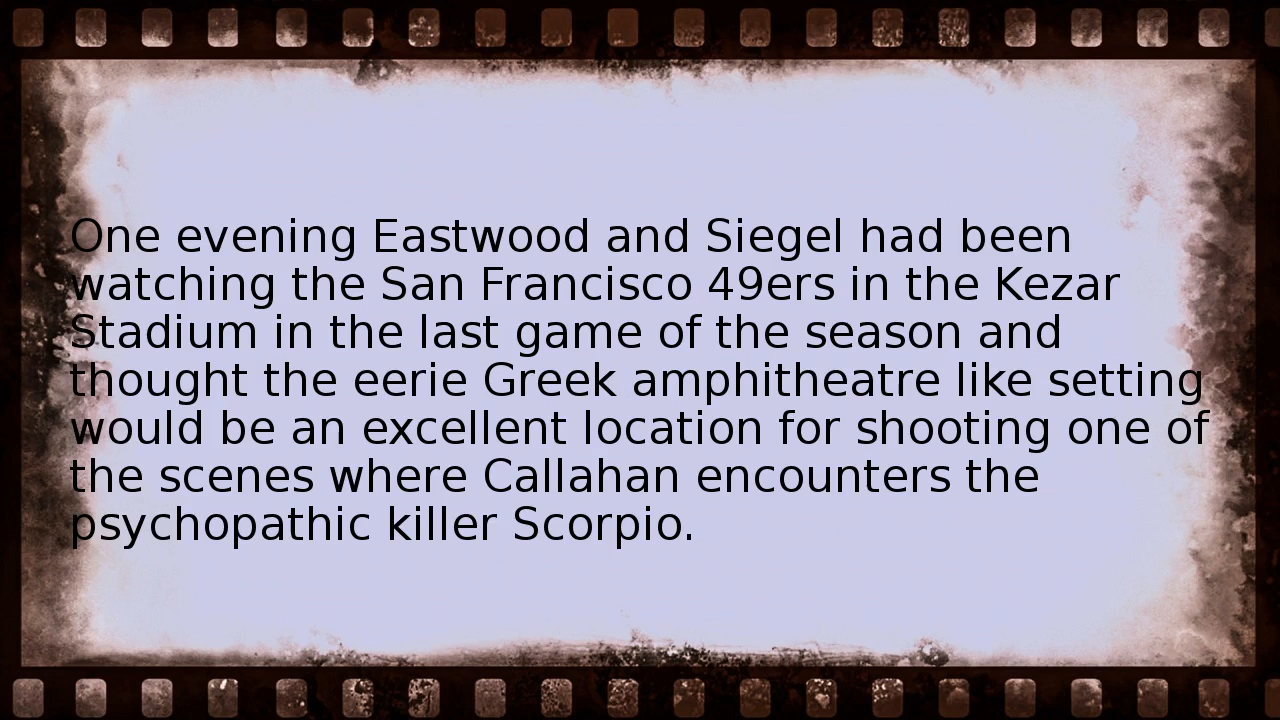 One evening Eastwood and Siegel had been
watching the San Francisco 49ers in the Kezar
Stadium in the last game of the season and
thought the eerie Greek amphitheatre like setting
would be an excellent location for shooting one of
the scenes where Callahan encounters the
psychopathic killer Scorpio.